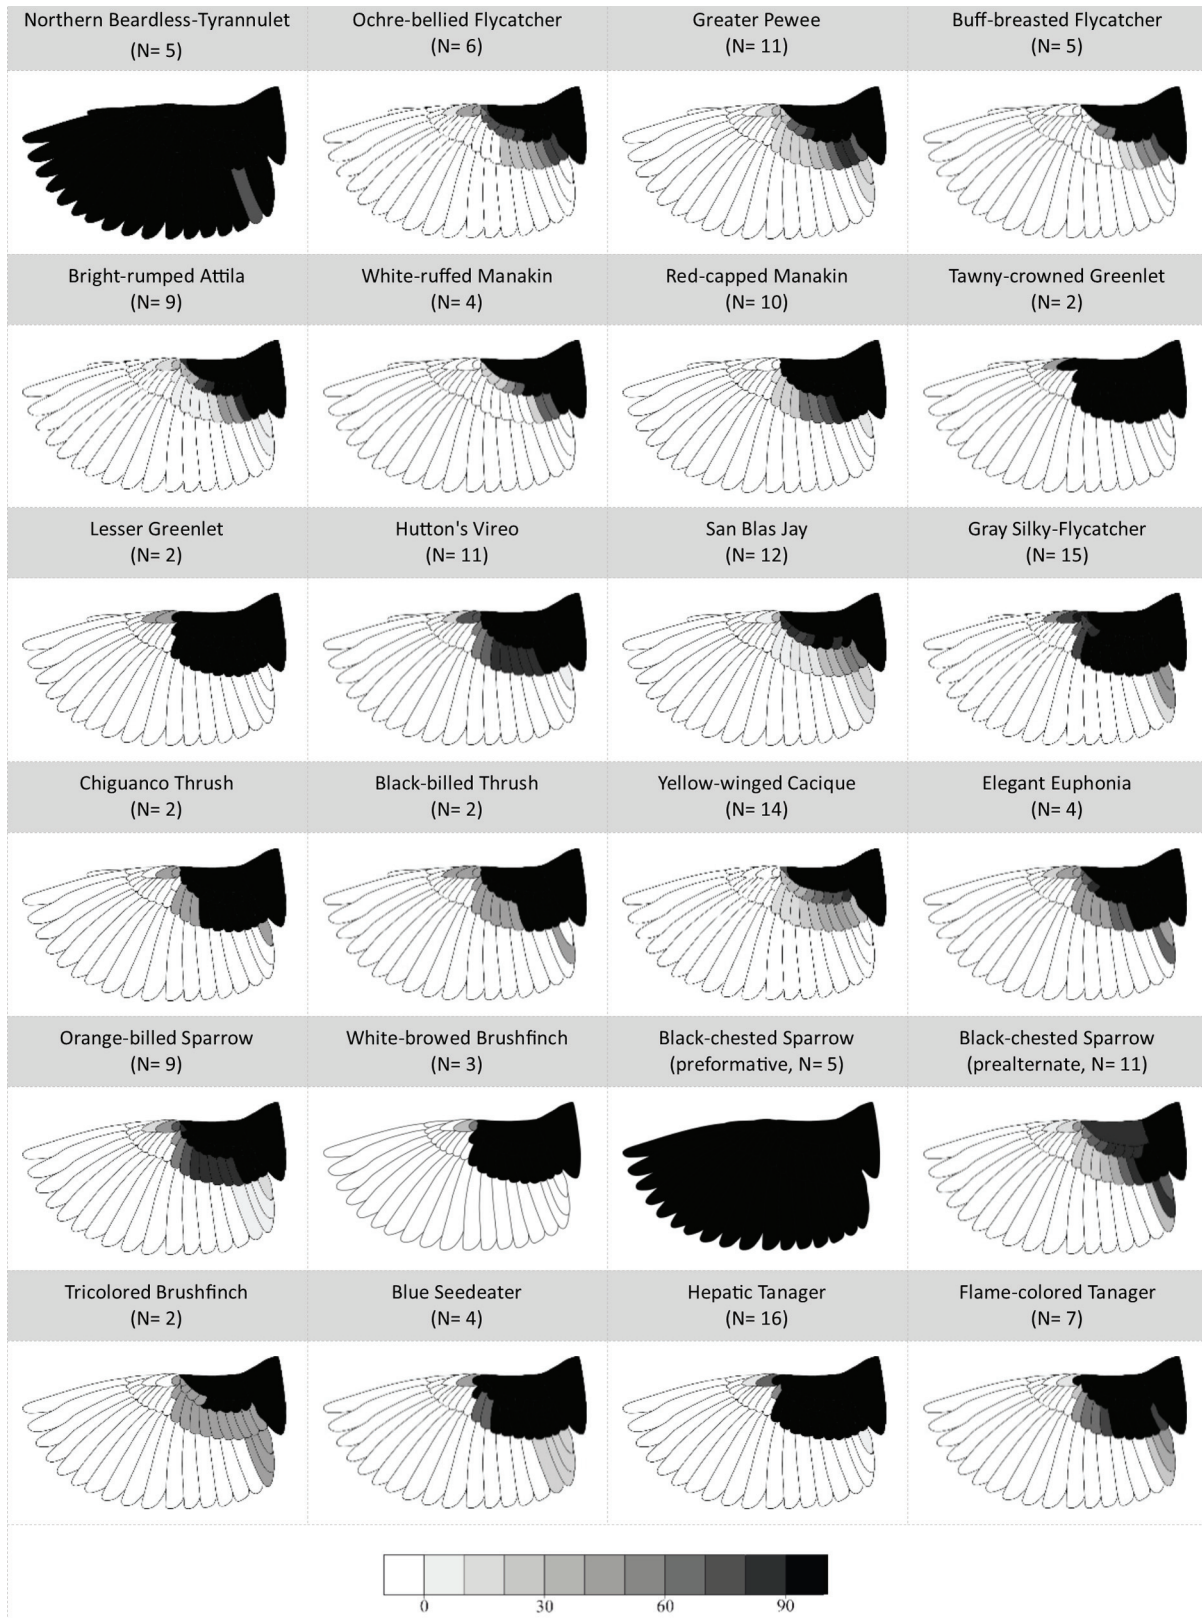 Northern Beardless-Tyrannulet
(N= 5)
Ochre-bellied Flycatcher
(N= 6)
Greater Pewee
(N= 11)
Buff-breasted Flycatcher
(N= 5)
Bright-rumped Attila
(N= 9)
White-ruffed Manakin
(N= 4)
Red-capped Manakin
(N= 10)
Tawny-crowned Greenlet
(N= 2)
Lesser Greenlet
(N= 2)
Hutton's Vireo
(N= 11)
San Blas Jay
(N= 12)
Gray Silky-Flycatcher
(N= 15)
Chiguanco Thrush
(N= 2)
Black-billed Thrush
(N= 2)
Yellow-winged Cacique
(N= 14)
Elegant Euphonia
(N= 4)
Orange-billed Sparrow
(N= 9)
White-browed Brushfinch
(N= 3)
Black-chested Sparrow
(preformative, N= 5)
Black-chested Sparrow
(prealternate, N= 11)
Tricolored Brushfinch
(N= 2)
Blue Seedeater
(N= 4)
Hepatic Tanager
(N= 16)
Flame-colored Tanager
(N= 7)
0 30 60 90